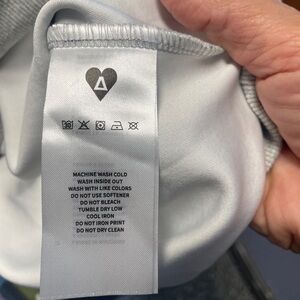 MACHINE WASH COLD
WASH INSIDE OUT
WASH WITH LIKE COLORS
DO NOT USE SOFTENER
DO NOT BLEACH
TUMBLE DRY LOW
COOL IRON
DO NOT IRON PRINT
DO NOT DRY CLEAN